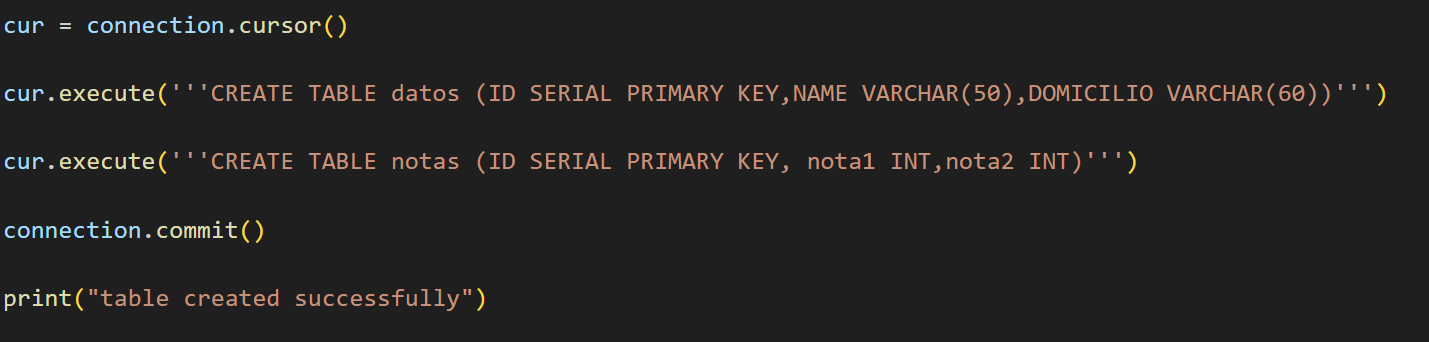 cur = connection.cursor()
cur.execute('''CREATE TABLE datos (ID SERIAL PRIMARY KEY,NAME VARCHAR(50),DOMICILIO VARCHAR(60))''')
cur.execute('''CREATE TABLE notas (ID SERIAL PRIMARY KEY, nota1 INT,nota2 INT)''')
connection.commit()
print("table created successfully")